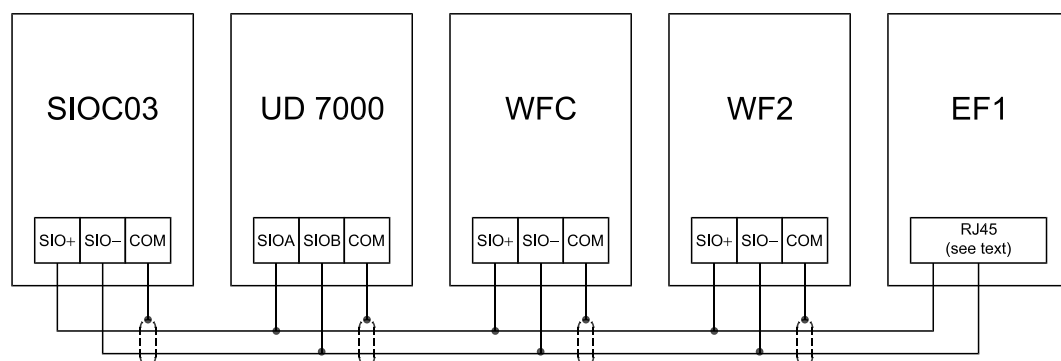 SIOC03
UD 7000
WFC
WF2
EF1
SIO+ SIO− COM
SIOA SIOB COM
SIO+ SIO− COM
SIO+ SIO− COM
RJ45
(see text)